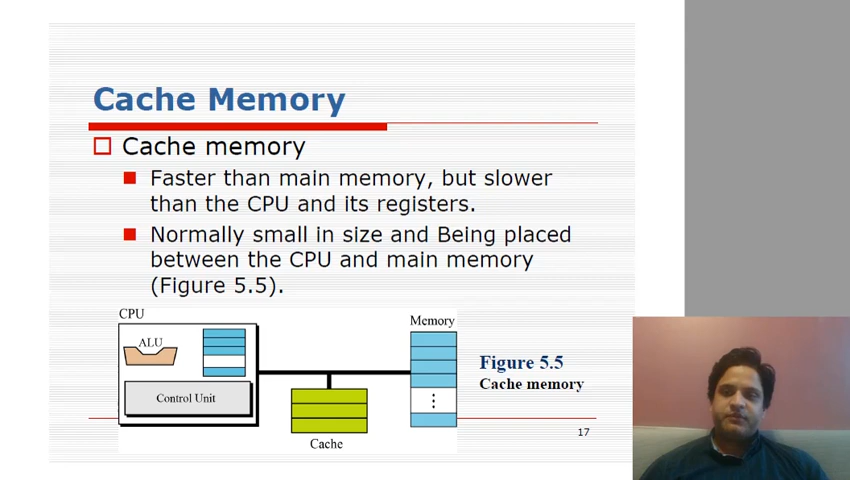 Cache Memory
Cache memory
Faster than main memory, but slower
than the CPU and its registers.
Normally small in size and Being placed
between the CPU and main memory
(Figure 5.5).
CPU
ALU
Control Unit
Cache
Memory
Figure 5.5
Cache memory
17